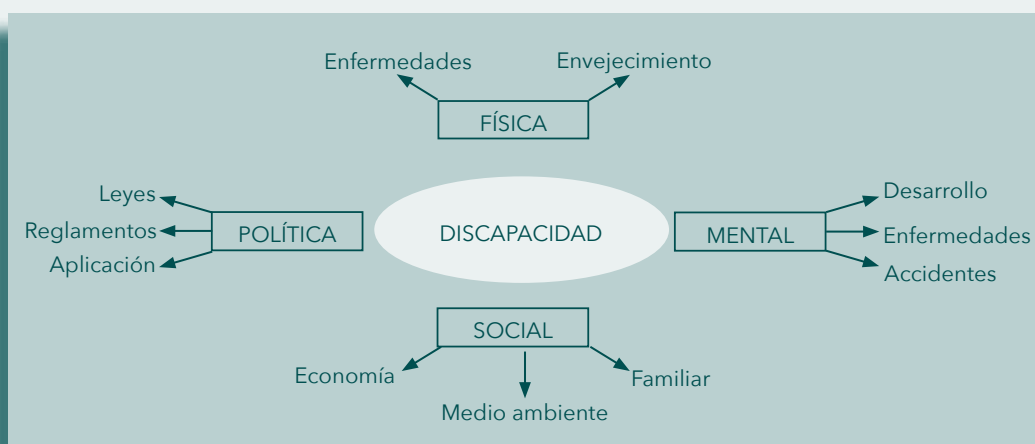 Enfermedades
Envejecimiento
FÍSICA
Leyes
Reglamentos
Aplicación
POLÍTICA
DISCAPACIDAD
MENTAL
Desarrollo
Enfermedades
Accidentes
SOCIAL
Economía
Medio ambiente
Familiar